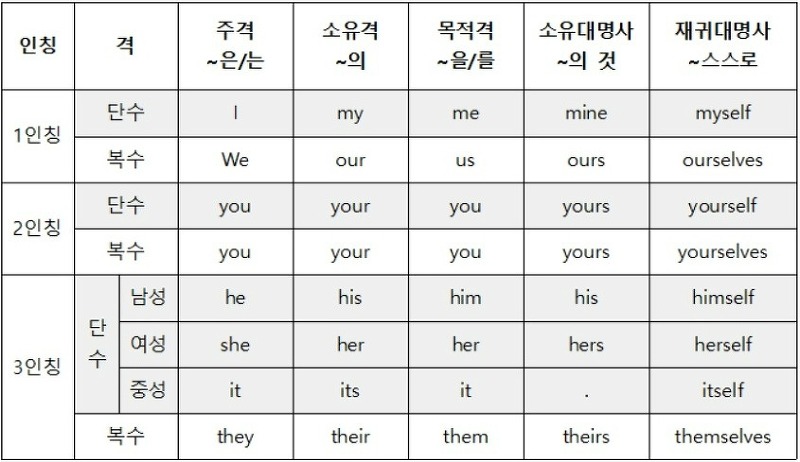 인칭 격 주격 소유격 목적격 소유대명사 재귀대명사
~은/는 ~의 ~을/를 ~의 것 ~스스로
1인칭 단수 I my me mine myself
복수 We our us ours ourselves
2인칭 단수 you your you yours yourself
복수 you your you yours yourselves
3인칭 단수 남성 he his him his himself
여성 she her her hers herself
중성 it its it . itself
복수 they their them theirs themselves